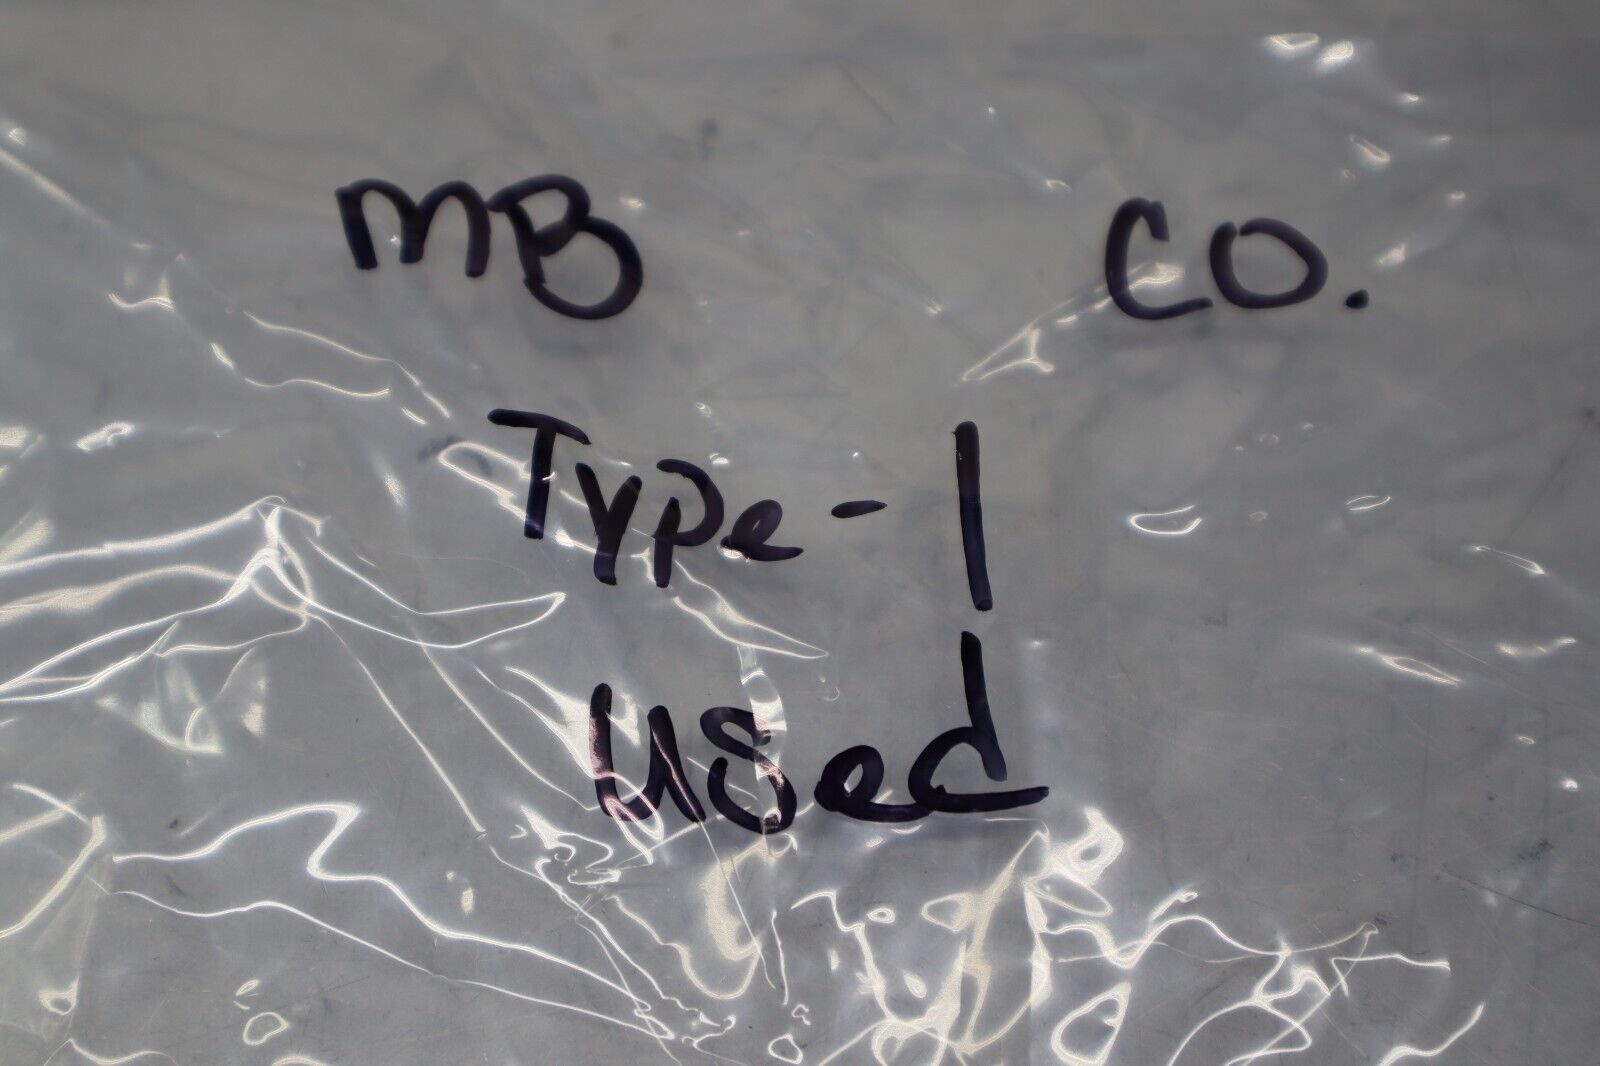 MB CO.
Type-1
used